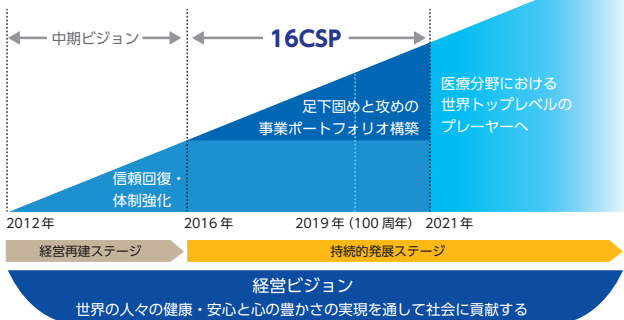 中期ビジョン
16CSP
足下固めと攻めの
事業ポートフォリオ構築
医療分野における
世界トップレベルの
プレーヤーへ
信頼回復・
体制強化
2012年
2016年
2019年（100周年）
2021年
経営再建ステージ
持続的発展ステージ
経営ビジョン
世界の人々の健康・安心と心の豊かさの実現を通して社会に貢献する